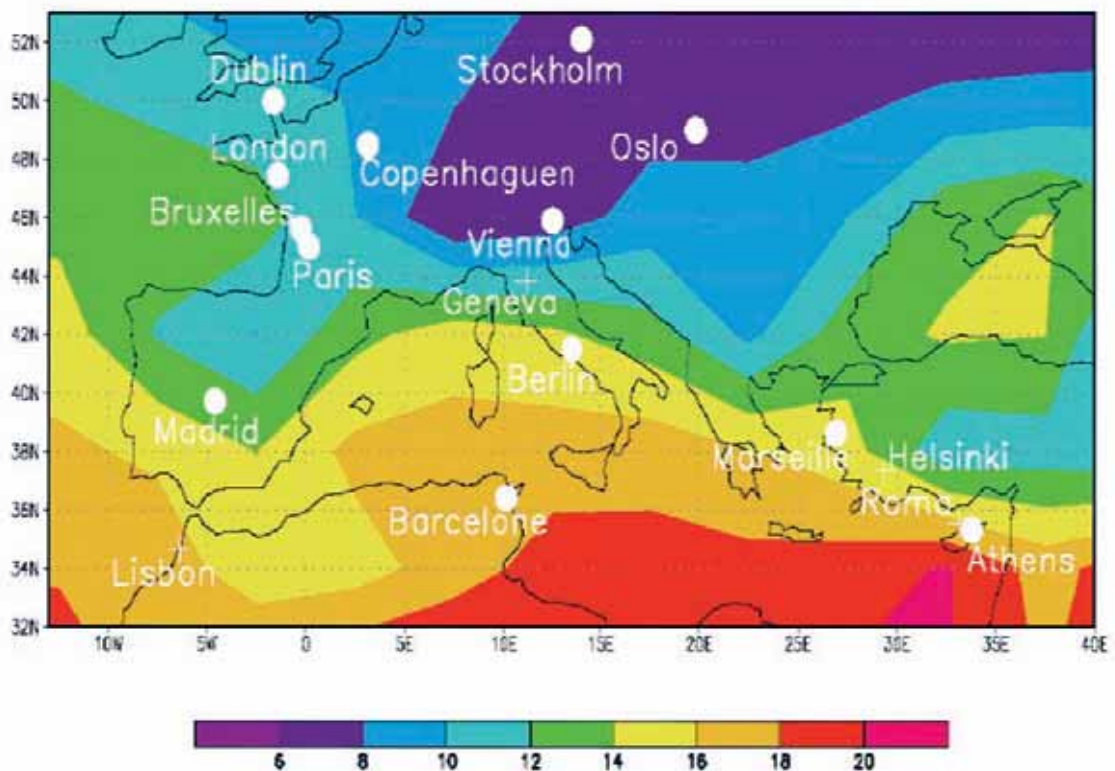 52N
Dublin
Stockholm
50N
London
Oslo
48N
Copenhaguen
Bruxelles
46N
Vienna
Paris
44N
Geneva
42N
Berlin
40N
Madrid
Marseille
Helsinki
38N
Roma
36N
Barcelone
Athens
34N
Lisbon
32N
10W 5W 0 5E 10E 15E 20E 25E 30E 35E 40E
6 8 10 12 14 16 18 20